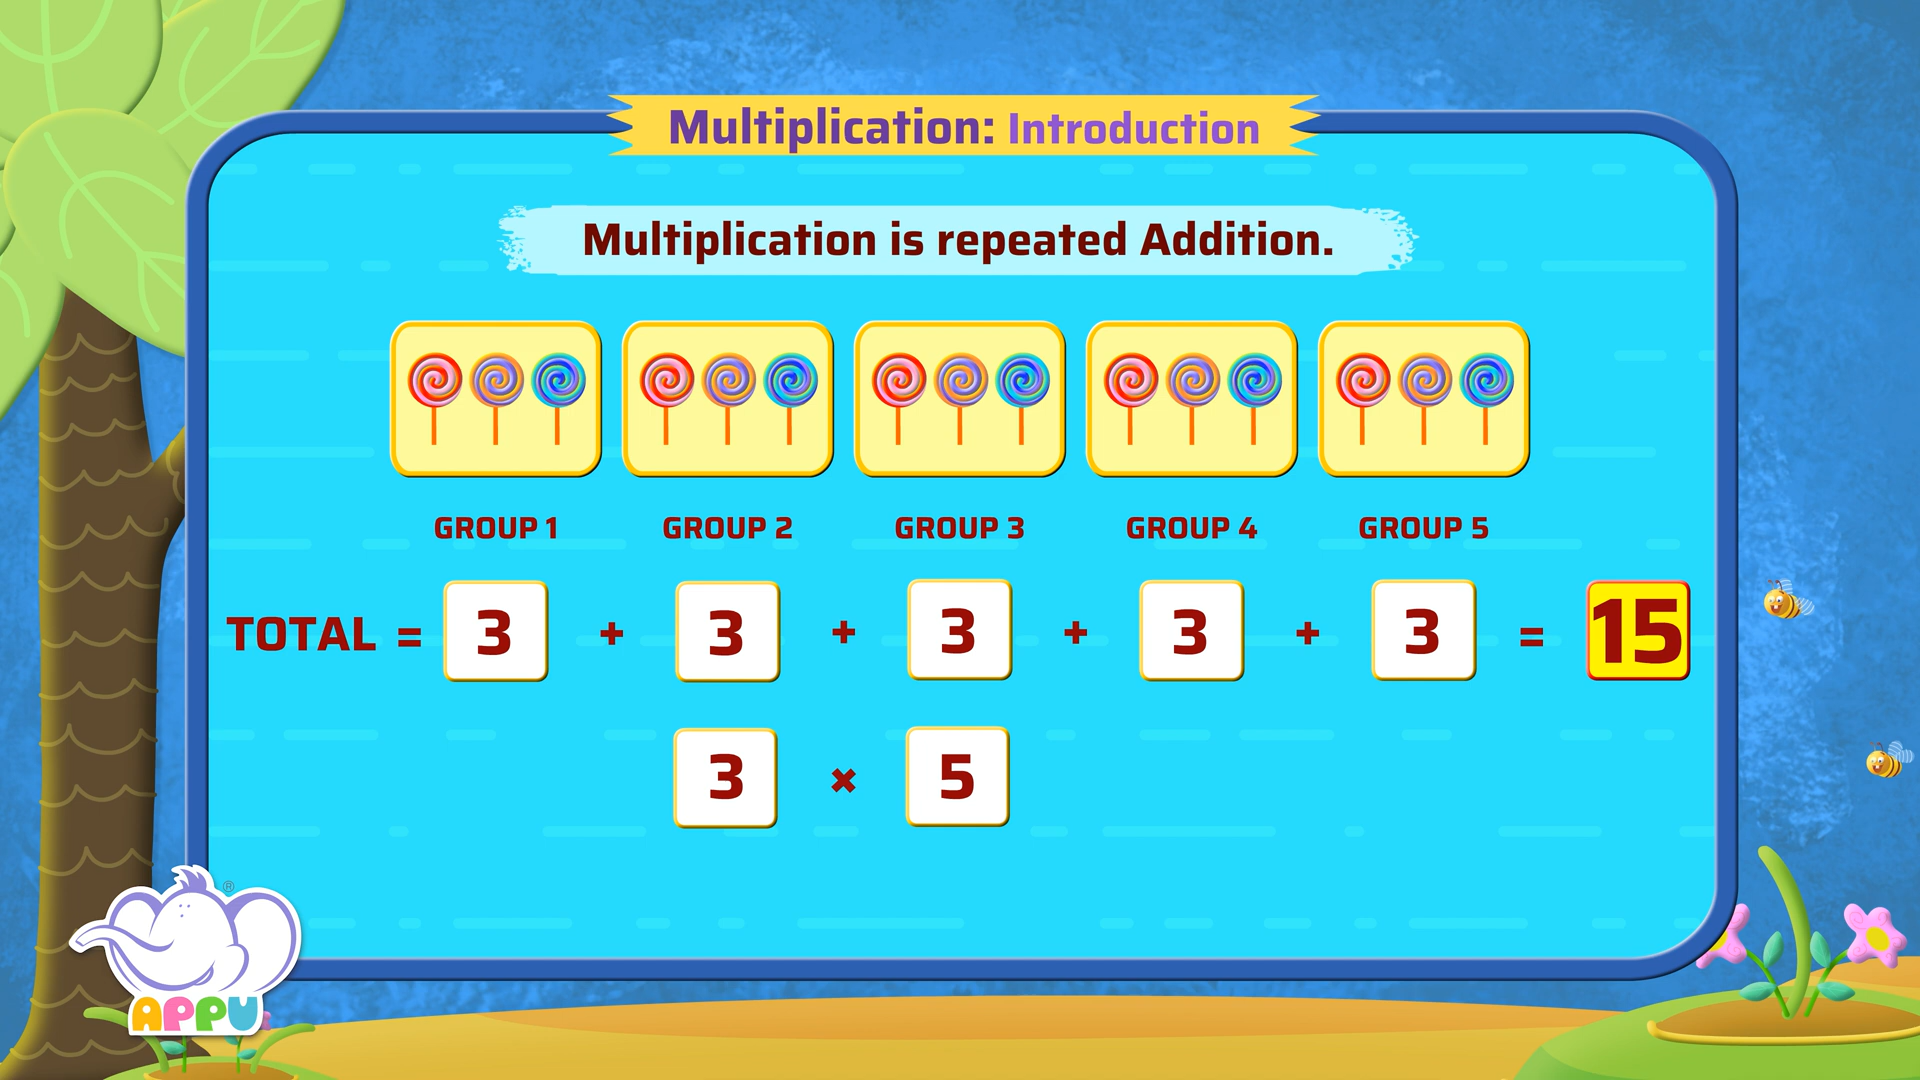 Multiplication: Introduction
Multiplication is repeated Addition.
GROUP 1 GROUP 2 GROUP 3 GROUP 4 GROUP 5
TOTAL = 3 + 3 + 3 + 3 + 3 = 15
3 × 5
®
APPU